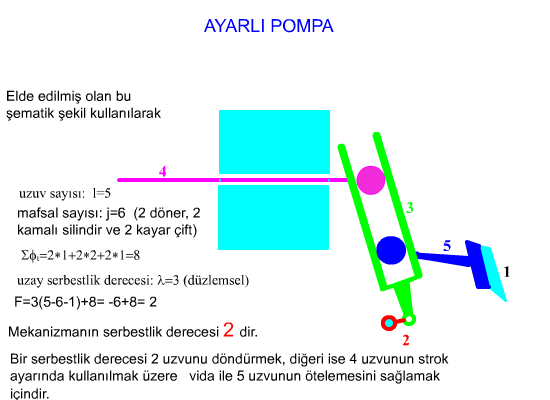 AYARLI POMPA
Elde edilmiş olan bu
şematik şekil kullanılarak
4
uzuv sayısı: l=5
mafsal sayısı: j=6 (2 döner, 2
kamalı silindir ve 2 kayar çift)
3
5
1
Σϕᵢ=2*1+2*2+2*1=8
uzay serbestlik derecesi: λ=3 (düzlemsel)
F=3(5-6-1)+8= -6+8= 2
Mekanizmanın serbestlik derecesi 2 dir.
2
Bir serbestlik derecesi 2 uzvunu döndürmek, diğeri ise 4 uzvunun strok
ayarında kullanılmak üzere vida ile 5 uzvunun ötelemesini sağlamak
içindir.